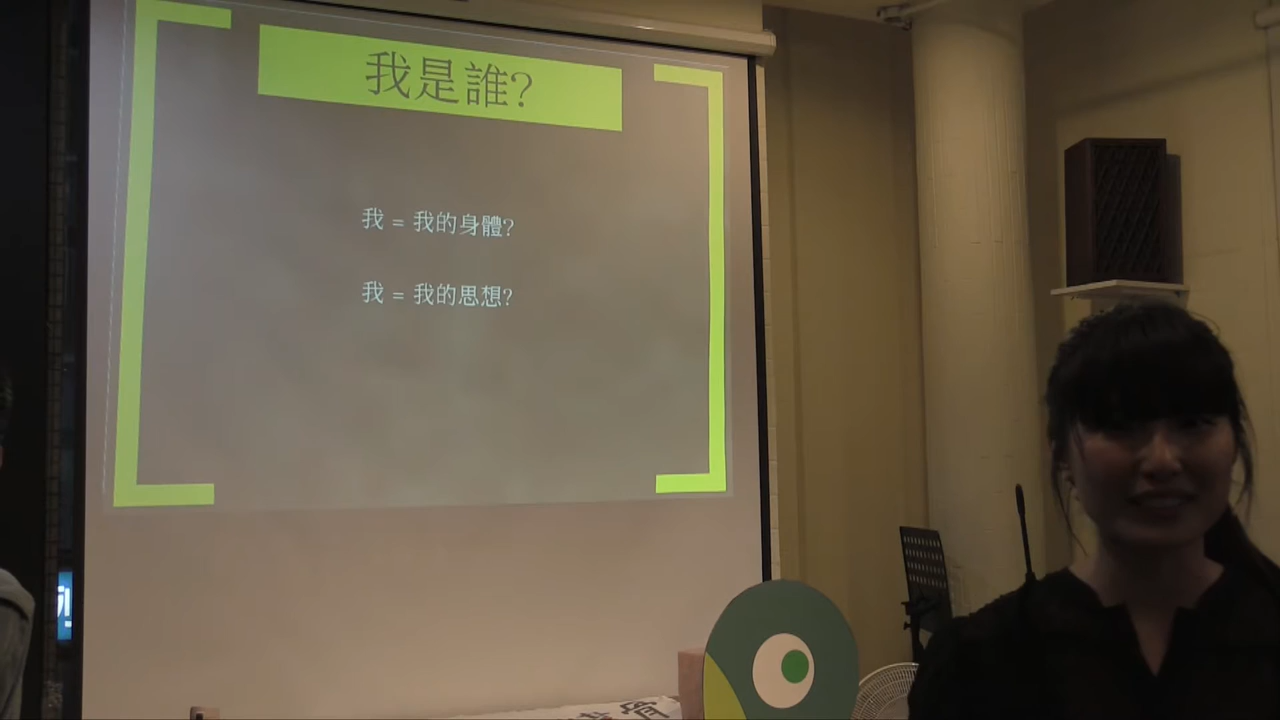 我是誰?
我 = 我的身體?
我 = 我的思想?